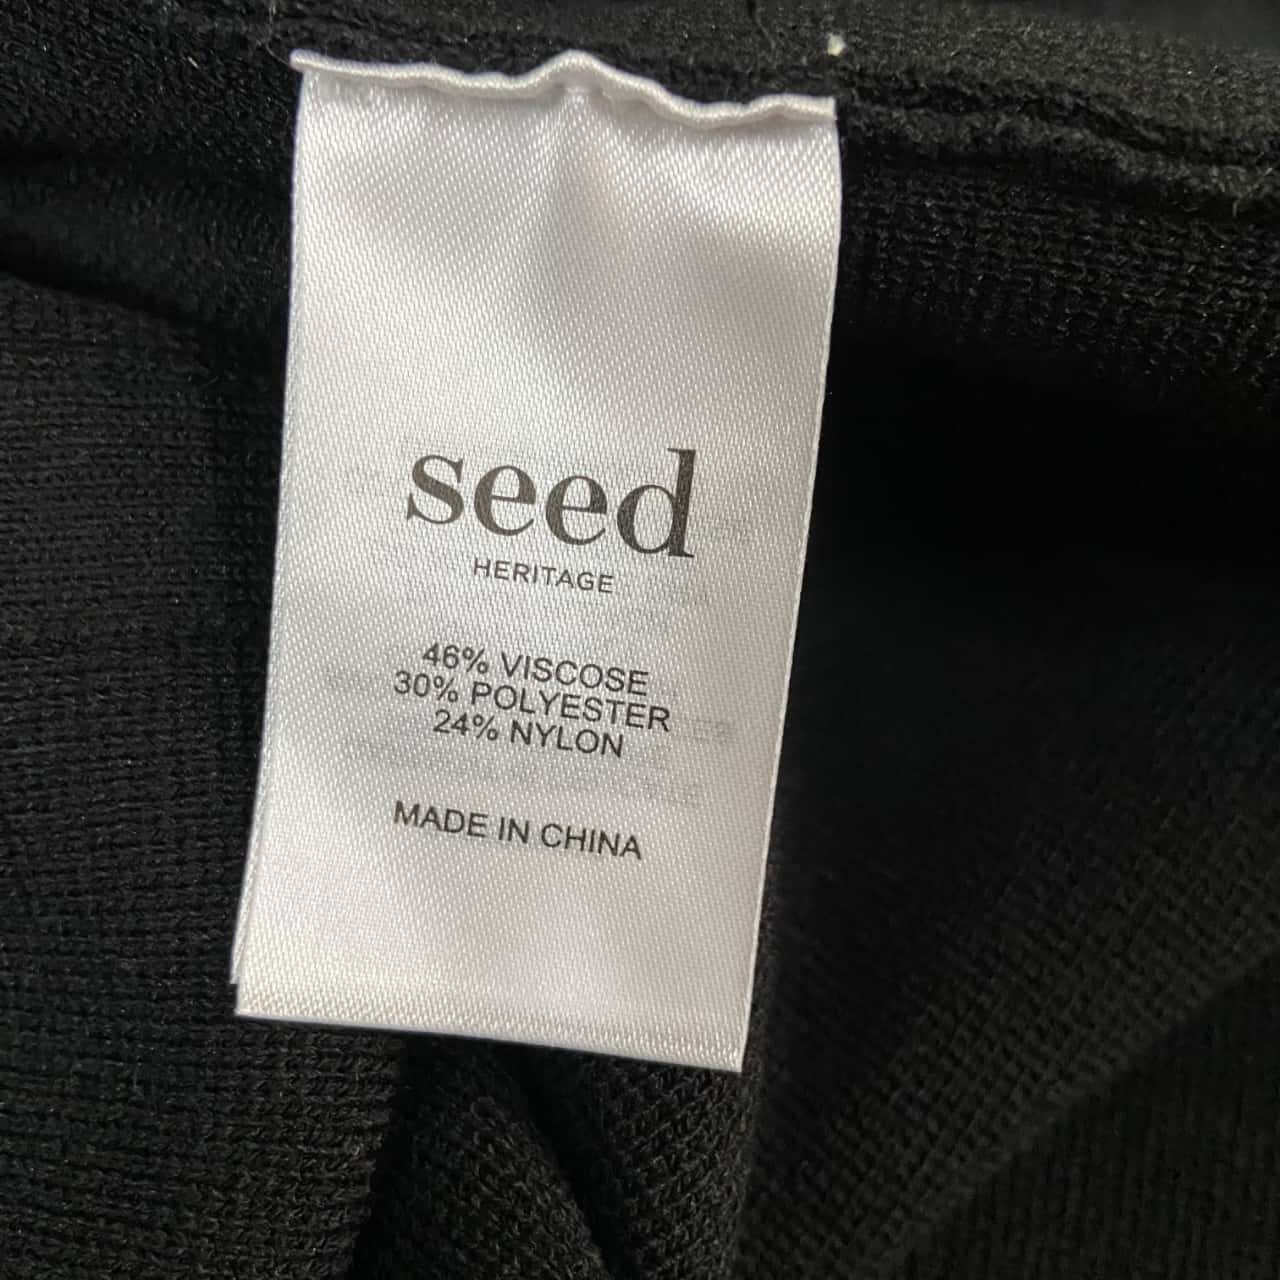 seed
HERITAGE
46% VISCOSE
30% POLYESTER
24% NYLON
MADE IN CHINA